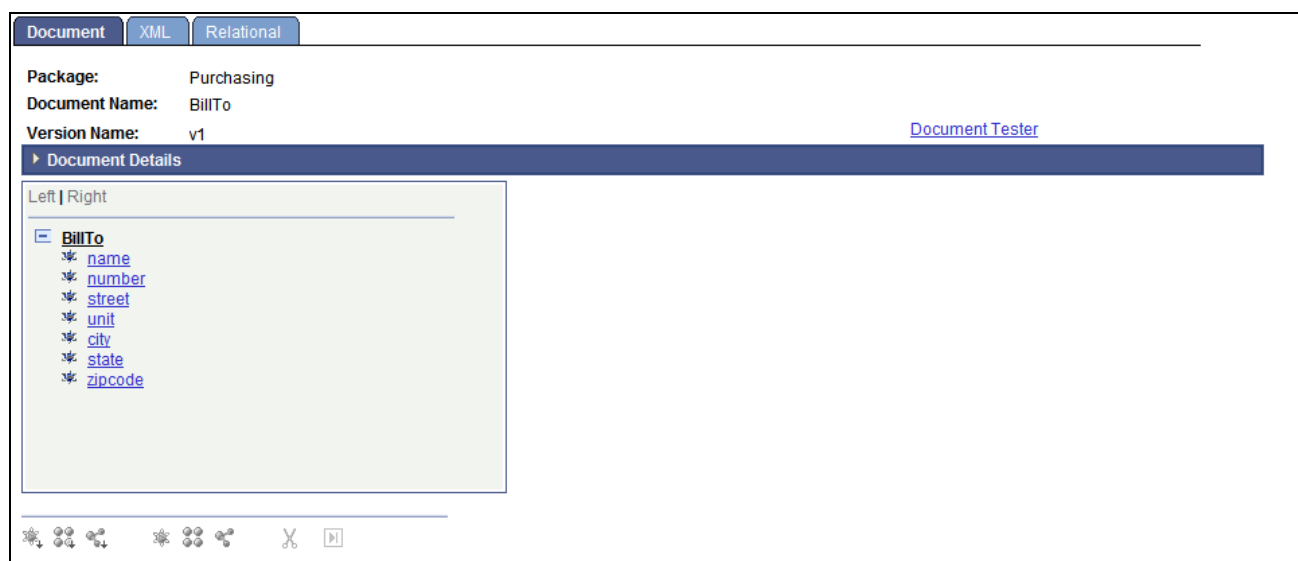 Document XML Relational
Package: Purchasing
Document Name: BillTo
Version Name: v1 Document Tester
Document Details
Left | Right
BillTo
name
number
street
unit
city
state
zipcode